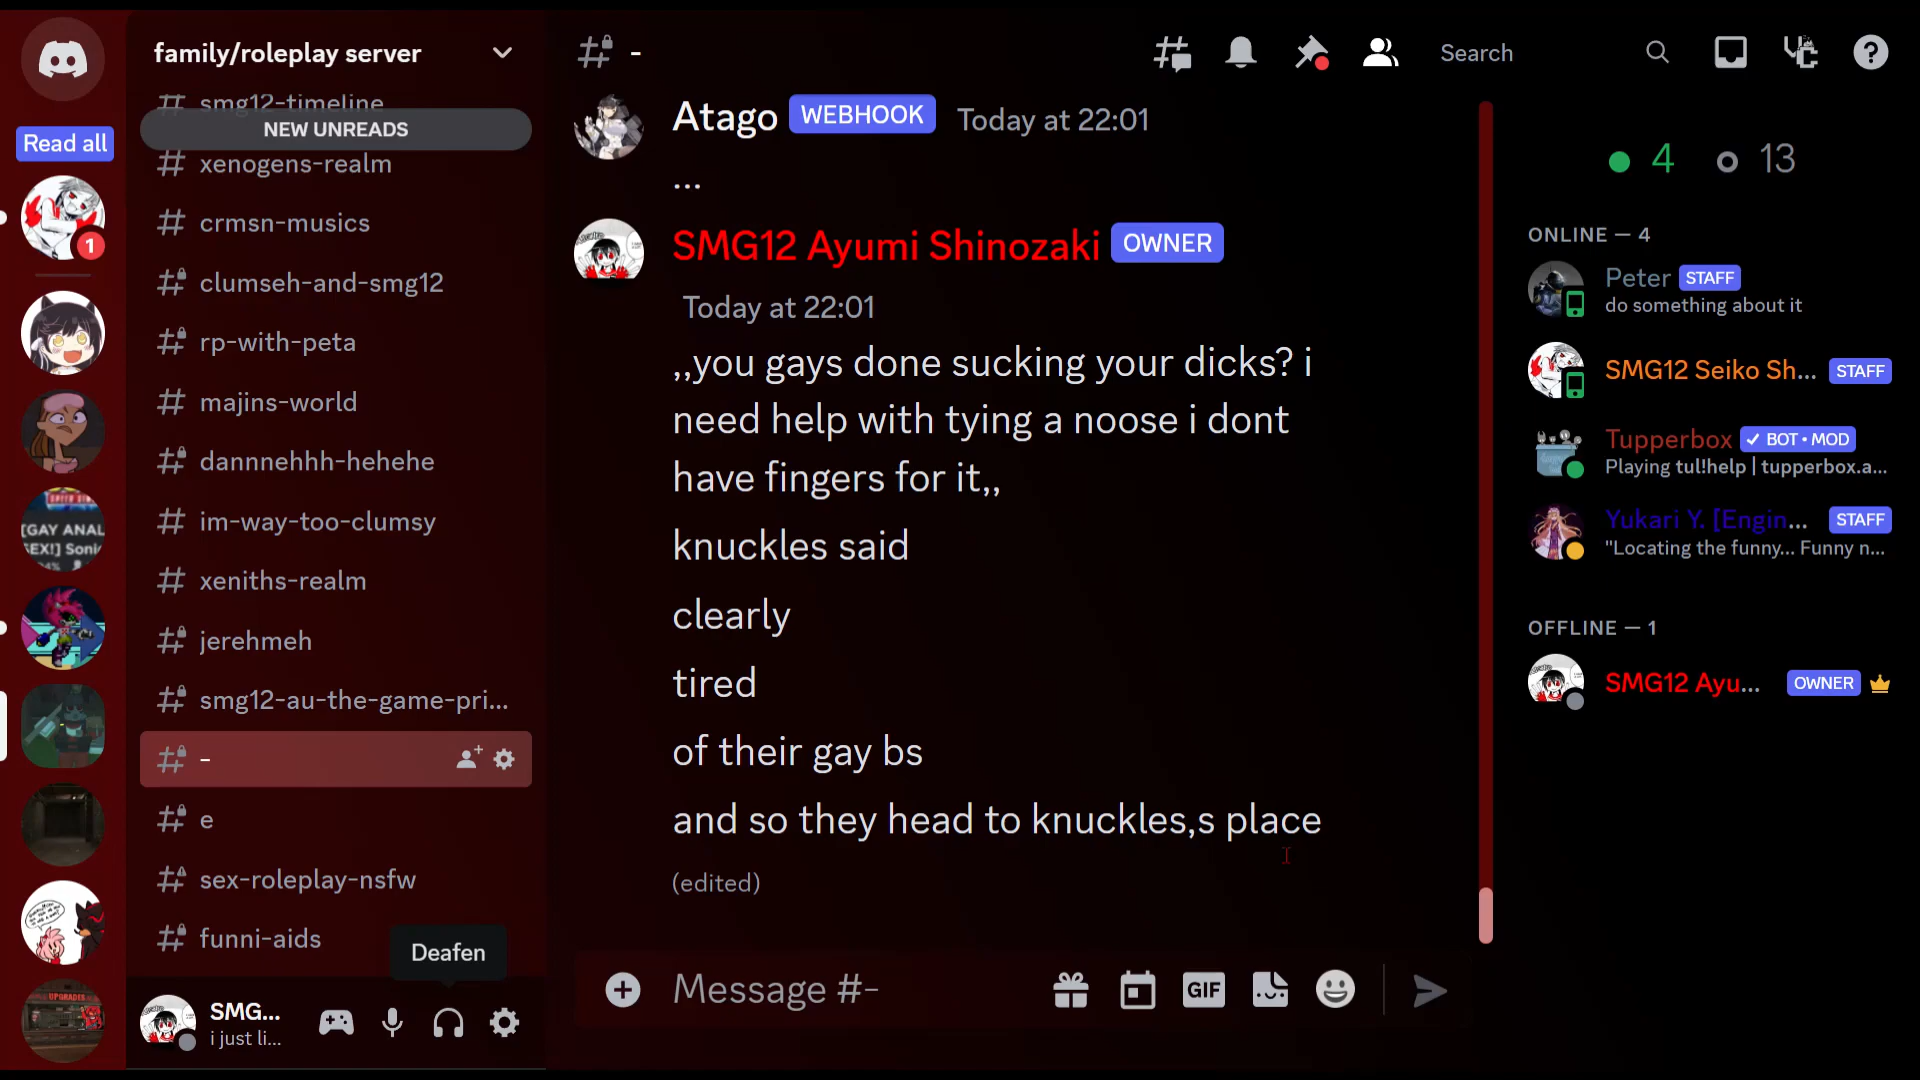 family/roleplay server
smg12-timeline
NEW UNREADS
Read all
xenogens-realm
crmsn-musics
1
clumseh-and-smg12
rp-with-peta
majins-world
dannnehhh-hehehe
im-way-too-clumsy
[GAY ANAL
SEX!] Soni
xeniths-realm
jerehmeh
smg12-au-the-game-pri...
-
e
sex-roleplay-nsfw
funni-aids
Deafen
UPGRADES
SMG...
i just li...
-
Search
Atago WEBHOOK Today at 22:01
...
SMG12 Ayumi Shinozaki OWNER
Today at 22:01
,,you gays done sucking your dicks? i
need help with tying a noose i dont
have fingers for it,,
knuckles said
clearly
tired
of their gay bs
and so they head to knuckles,s place
(edited)
Message #-
GIF
4 13
ONLINE — 4
Peter STAFF
do something about it
SMG12 Seiko Sh... STAFF
Tupperbox ✓ BOT • MOD
Playing tul!help | tupperbox.a...
Yukari Y. [Engin... STAFF
"Locating the funny... Funny n...
OFFLINE — 1
SMG12 Ayu... OWNER